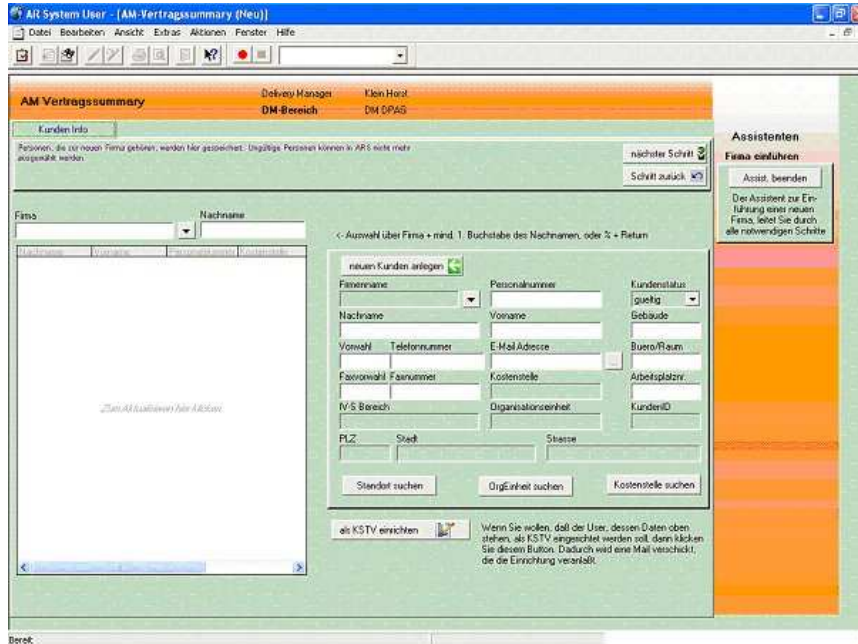 AR System User - [AM-Vertragssummary (Neu)]
Datei Bearbeiten Ansicht Extras Aktionen Fenster Hilfe
AM Vertragssummary
Delivery Manager Klein Horst
DM-Bereich DM DPAG
Kunden Info
Personen, die zur neuen Firma gehören, werden hier gespeichert. Ungültige Personen können in ARS nicht mehr
ausgewählt werden.
nächster Schritt
Schritt zurück
Assistenten
Firma einführen
Assist. beenden
Der Assistent zur Ein-
führung einer neuen
Firma, leitet Sie durch
alle notwendigen Schritte
Firma Nachname
<- Auswahl über Firma + mind. 1. Buchstabe des Nachnamen, oder % + Return
Nachname Vorname Personalnummer Kostenstelle
Zum Aktualisieren hier klicken
neuen Kunden anlegen
Firmenname Personalnummer Kundenstatus
gueltig
Nachname Vorname Gebäude
Vorwahl Telefonnummer E-Mail Adresse Buero/Raum
...
Faxvorwahl Faxnummer Kostenstelle Arbeitsplatznr.
IV-S Bereich Organisationseinheit KundenID
PLZ Stadt Strasse
Standort suchen OrgEinheit suchen Kostenstelle suchen
als KSTV einrichten
Wenn Sie wollen, daß der User, dessen Daten oben
stehen, als KSTV eingerichtet werden soll, dann klicken
Sie diesem Button. Dadurch wird eine Mail verschickt,
die die Einrichtung veranlaßt.
Bereit